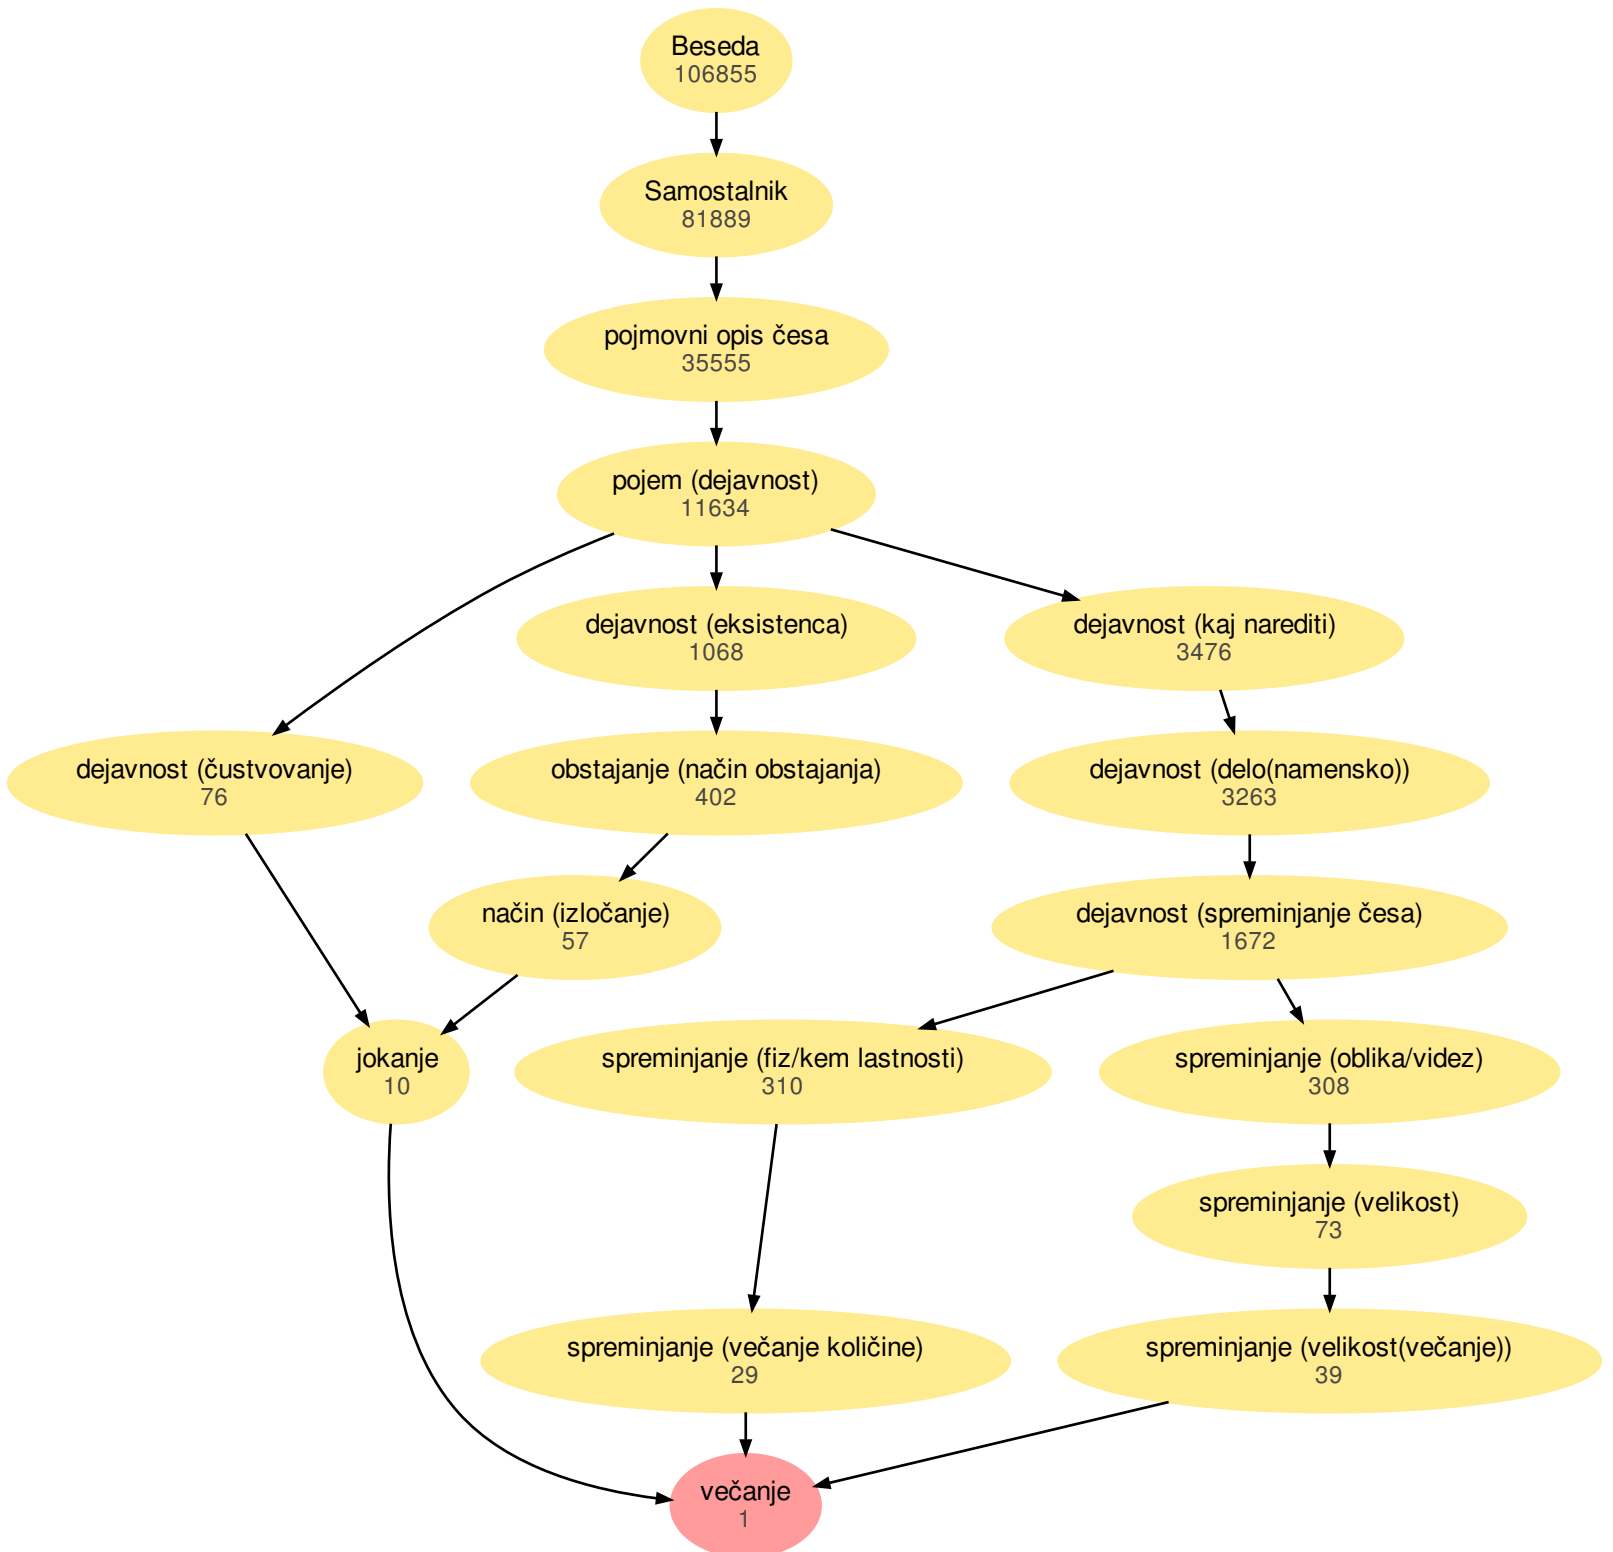 Beseda
106855
Samostalnik
81889
pojmovni opis česa
35555
pojem (dejavnost)
11634
dejavnost (eksistenca)
1068
dejavnost (kaj narediti)
3476
dejavnost (čustvovanje)
76
obstajanje (način obstajanja)
402
dejavnost (delo(namensko))
3263
način (izločanje)
57
dejavnost (spreminjanje česa)
1672
jokanje
10
spreminjanje (fiz/kem lastnosti)
310
spreminjanje (oblika/videz)
308
spreminjanje (velikost)
73
spreminjanje (večanje količine)
29
spreminjanje (velikost(večanje))
39
večanje
1